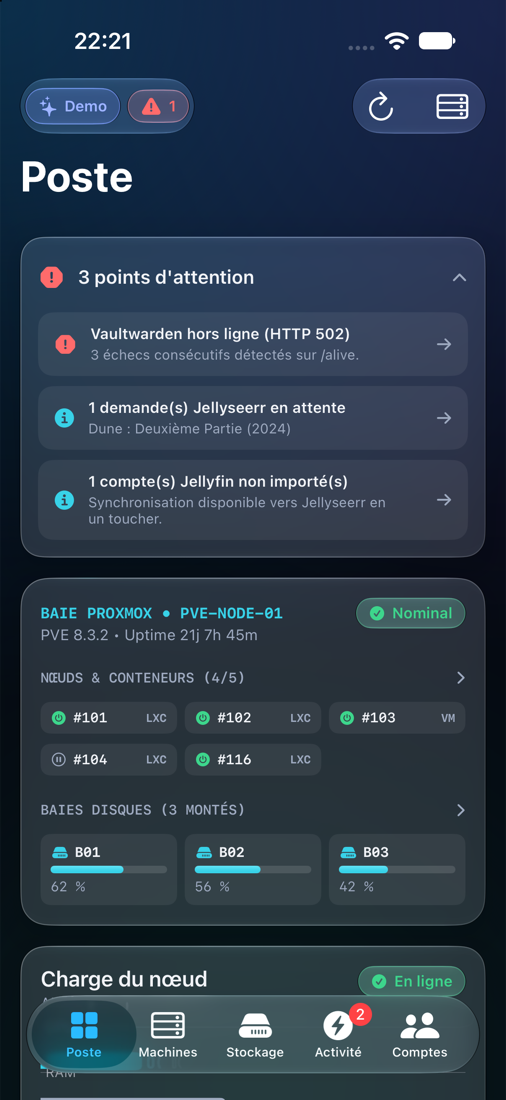 22:21
Demo
1
Poste
3 points d'attention
Vaultwarden hors ligne (HTTP 502)
3 échecs consécutifs détectés sur /alive.
1 demande(s) Jellyseerr en attente
Dune : Deuxième Partie (2024)
1 compte(s) Jellyfin non importé(s)
Synchronisation disponible vers Jellyseerr en
un toucher.
BAIE PROXMOX • PVE-NODE-01
Nominal
PVE 8.3.2 • Uptime 21j 7h 45m
NŒUDS & CONTENEURS (4/5)
#101 LXC
#102 LXC
#103 VM
#104 LXC
#116 LXC
BAIES DISQUES (3 MONTÉS)
B01
B02
B03
62 %
56 %
42 %
Charge du nœud
En ligne
2
Poste
Machines
Stockage
Activité
Comptes
RAM